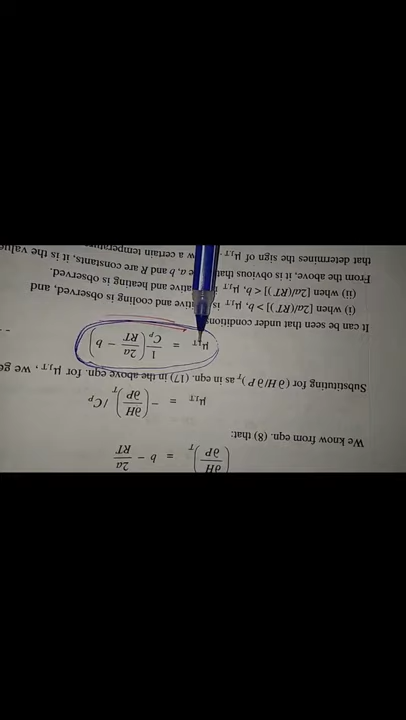 (∂H/∂P)_T = b − 2a/RT
We know from eqn. (8) that:
μ_J.T = −(∂H/∂P)_T /C_P
Substituting for (∂H/∂P)_T as in eqn. (17) in the above eqn. for μ_J.T, we ge
μ_J.T = 1/C_P (2a/RT − b)
It can be seen that under condition
(i) when [2a/(RT)] > b, μ_J.T is ative and cooling is observed, and
(ii) when [2a/(RT)] < b, μ_J.T ative and heating is observed.
From the above, it is obvious that a, b and R are constants, it is the value
that determines the sign of μ_J.T. w a certain temperature